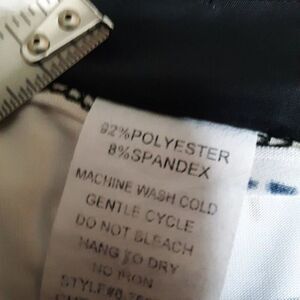 92%POLYESTER
8%SPANDEX
MACHINE WASH COLD
GENTLE CYCLE
DO NOT BLEACH
HANG TO DRY
NO IRON